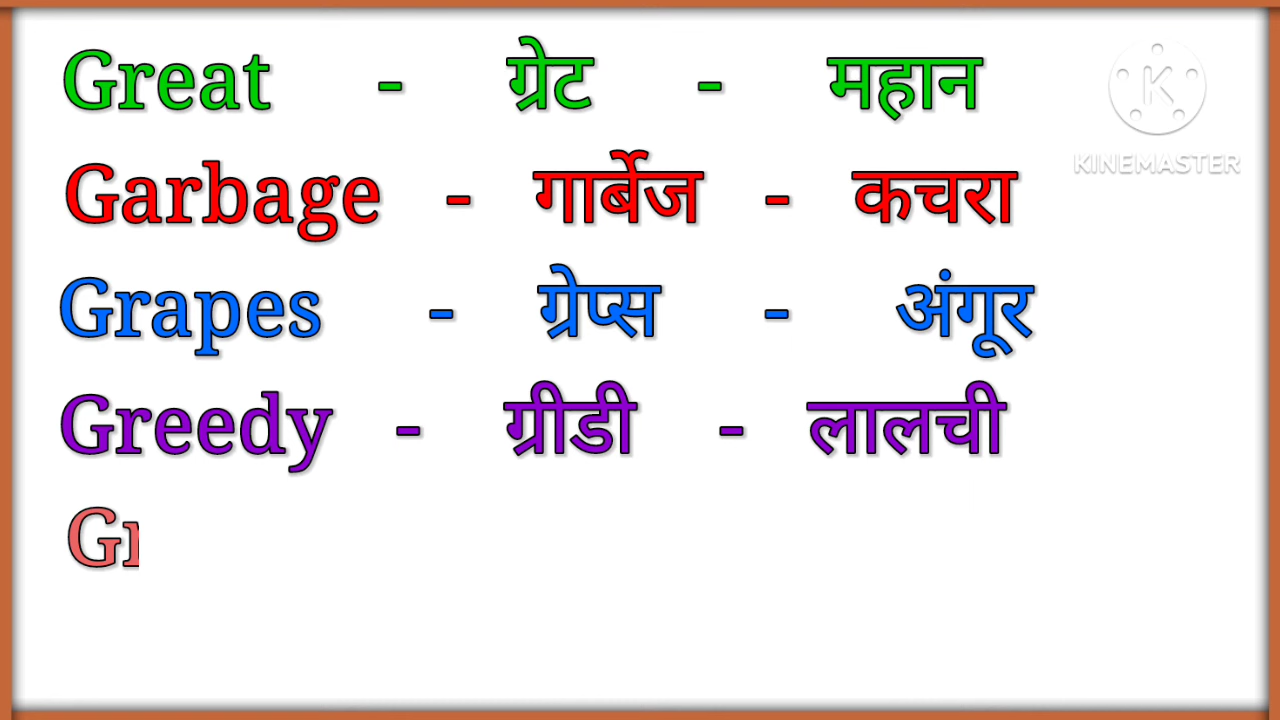 Great - ग्रेट - महान
Garbage - गार्बेज - कचरा
Grapes - ग्रेप्स - अंगूर
Greedy - ग्रीडी - लालची
K
KINEMASTER